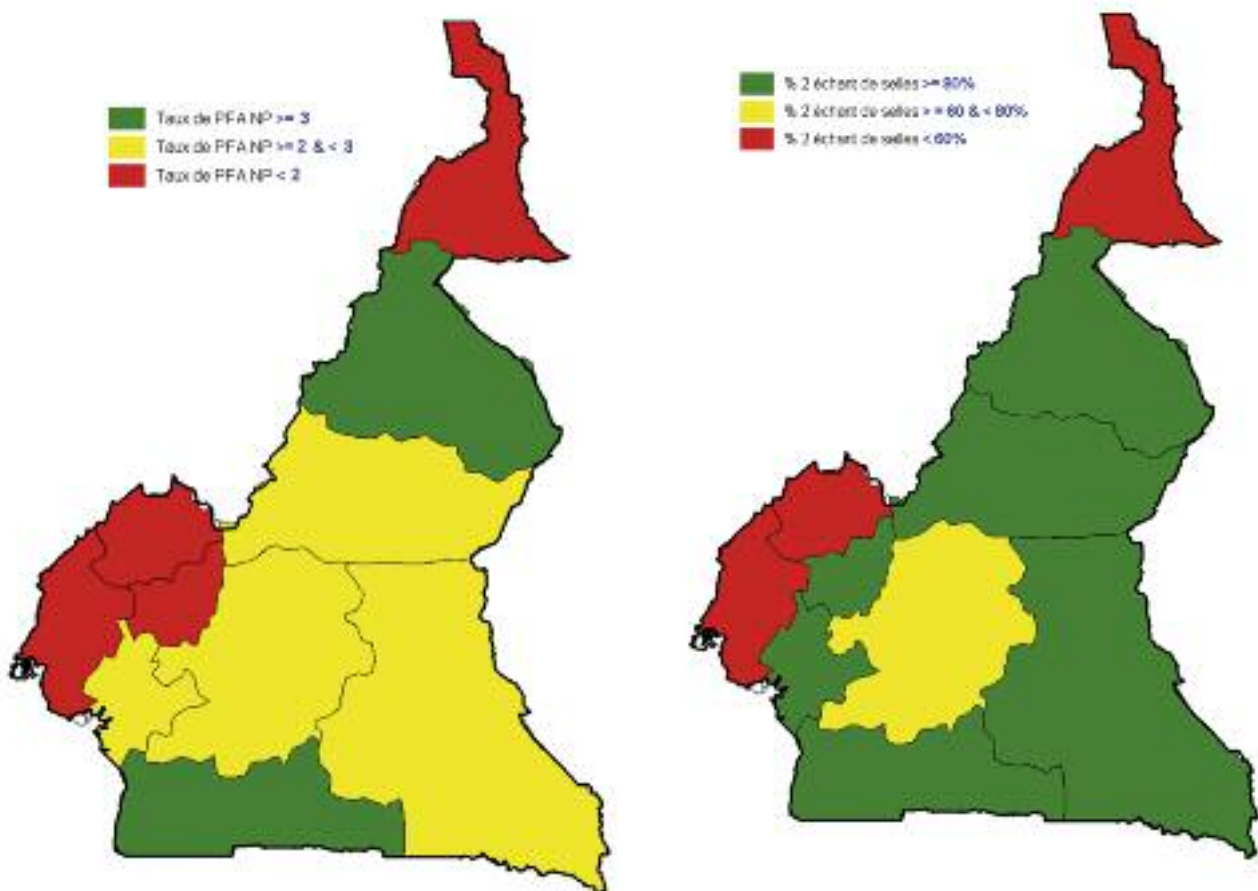 Taux de PFA NP >= 3
Taux de PFA NP >= 2 & < 3
Taux de PFA NP < 2
% 2 échant de selles >= 80%
% 2 échant de selles > = 60 & < 80%
% 2 échant de selles < 60%